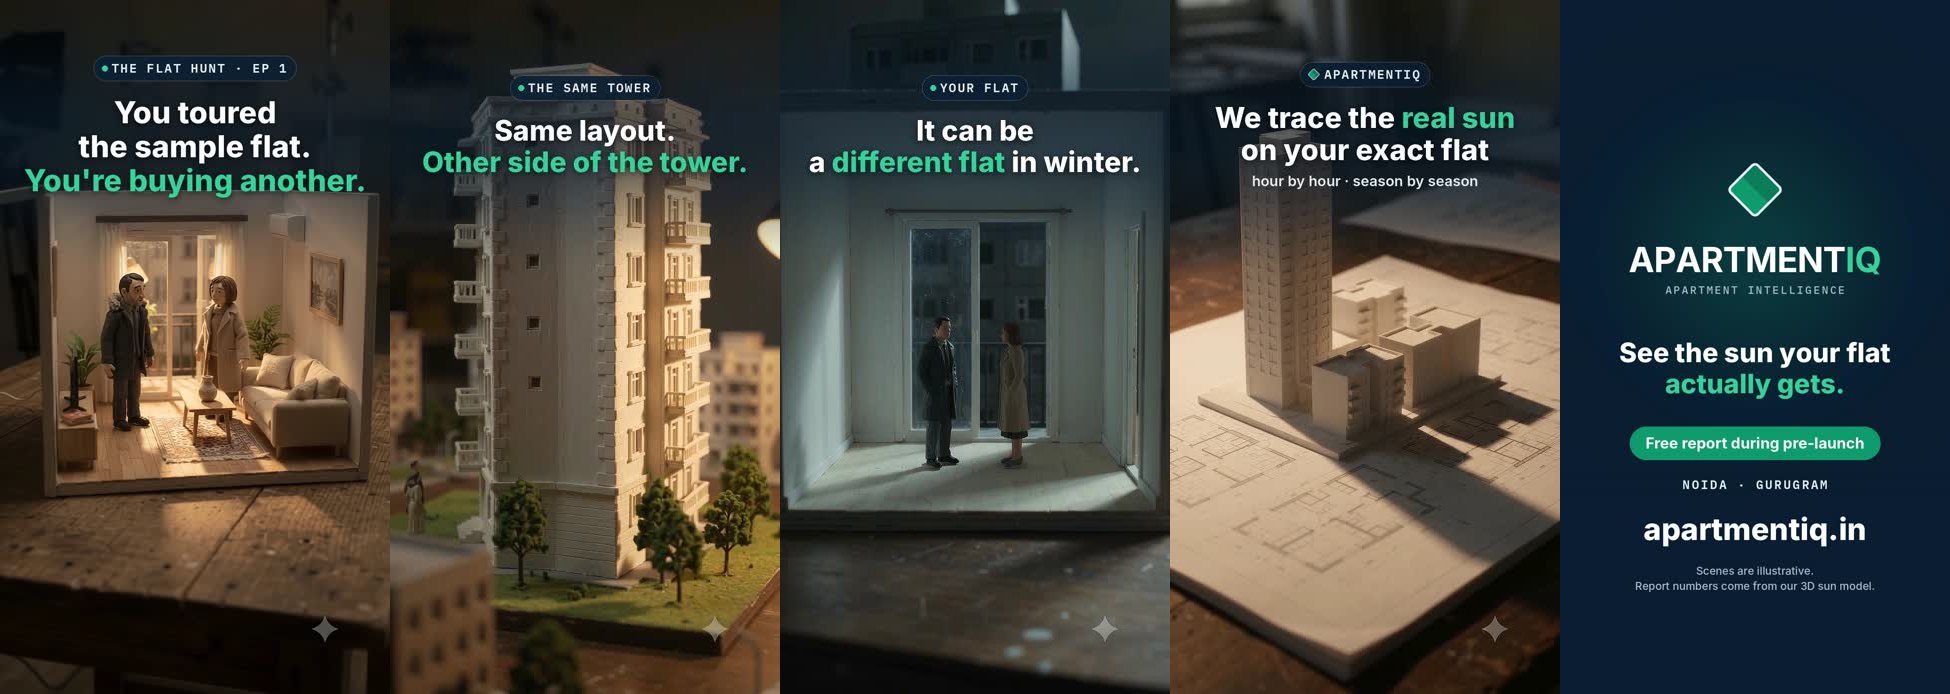 THE FLAT HUNT · EP 1
You toured
the sample flat.
You're buying another.
THE SAME TOWER
Same layout.
Other side of the tower.
YOUR FLAT
It can be
a different flat in winter.
APARTMENTIQ
We trace the real sun
on your exact flat
hour by hour · season by season
APARTMENTIQ
APARTMENT INTELLIGENCE
See the sun your flat
actually gets.
Free report during pre-launch
NOIDA · GURUGRAM
apartmentiq.in
Scenes are illustrative.
Report numbers come from our 3D sun model.